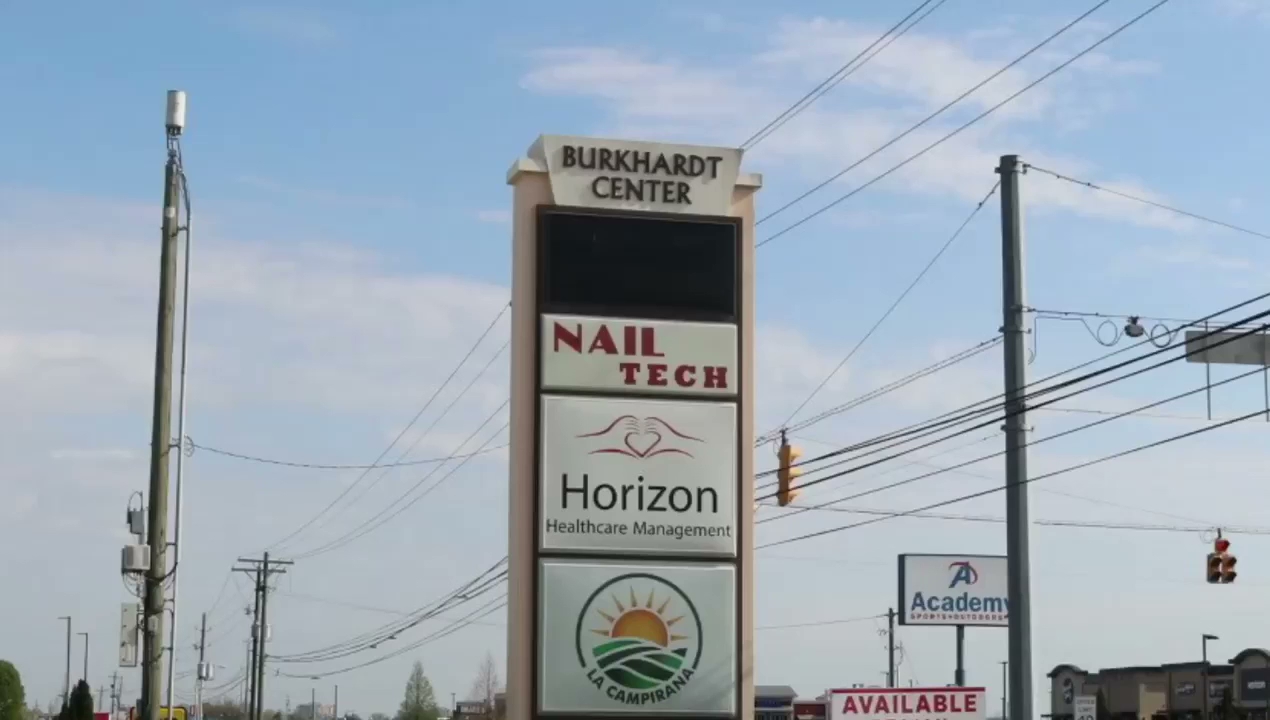 BURKHARDT
CENTER
NAIL
TECH
Horizon
Healthcare Management
LA CAMPIRANA
Academy
SPORTS+OUTDOORS
AVAILABLE